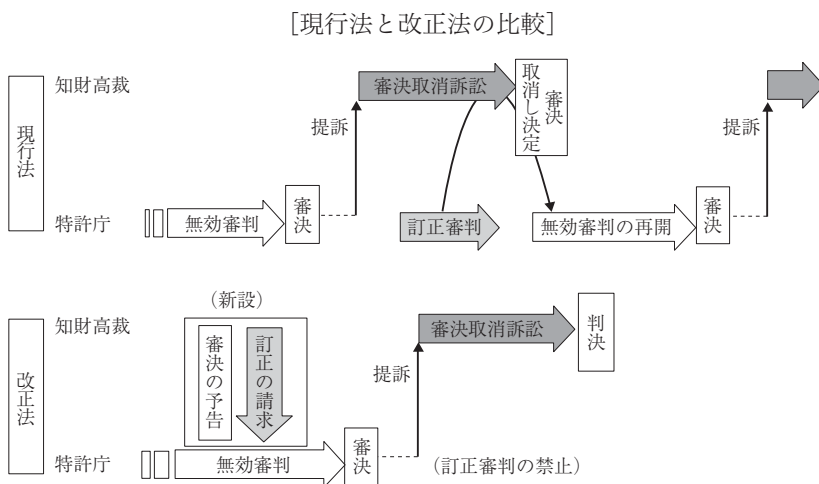 ［現行法と改正法の比較］
現行法
知財高裁
審決取消訴訟
審決
取消し決定
提訴
提訴
特許庁
無効審判
審決
訂正審判
無効審判の再開
審決
改正法
（新設）
知財高裁
審決の予告
訂正の請求
審決取消訴訟
判決
提訴
特許庁
無効審判
審決
（訂正審判の禁止）